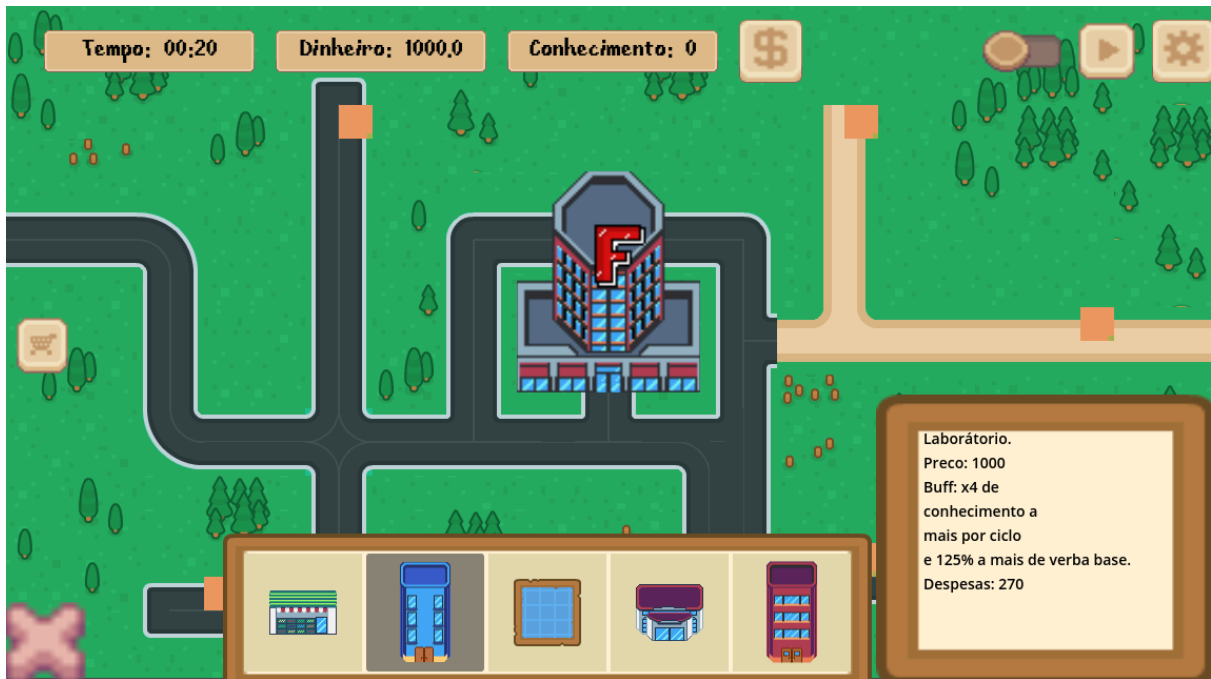 Tempo: 00:20
Dinheiro: 1000.0
Conhecimento: 0
$
F
Laborátorio.
Preco: 1000
Buff: x4 de
conhecimento a
mais por ciclo
e 125% a mais de verba base.
Despesas: 270